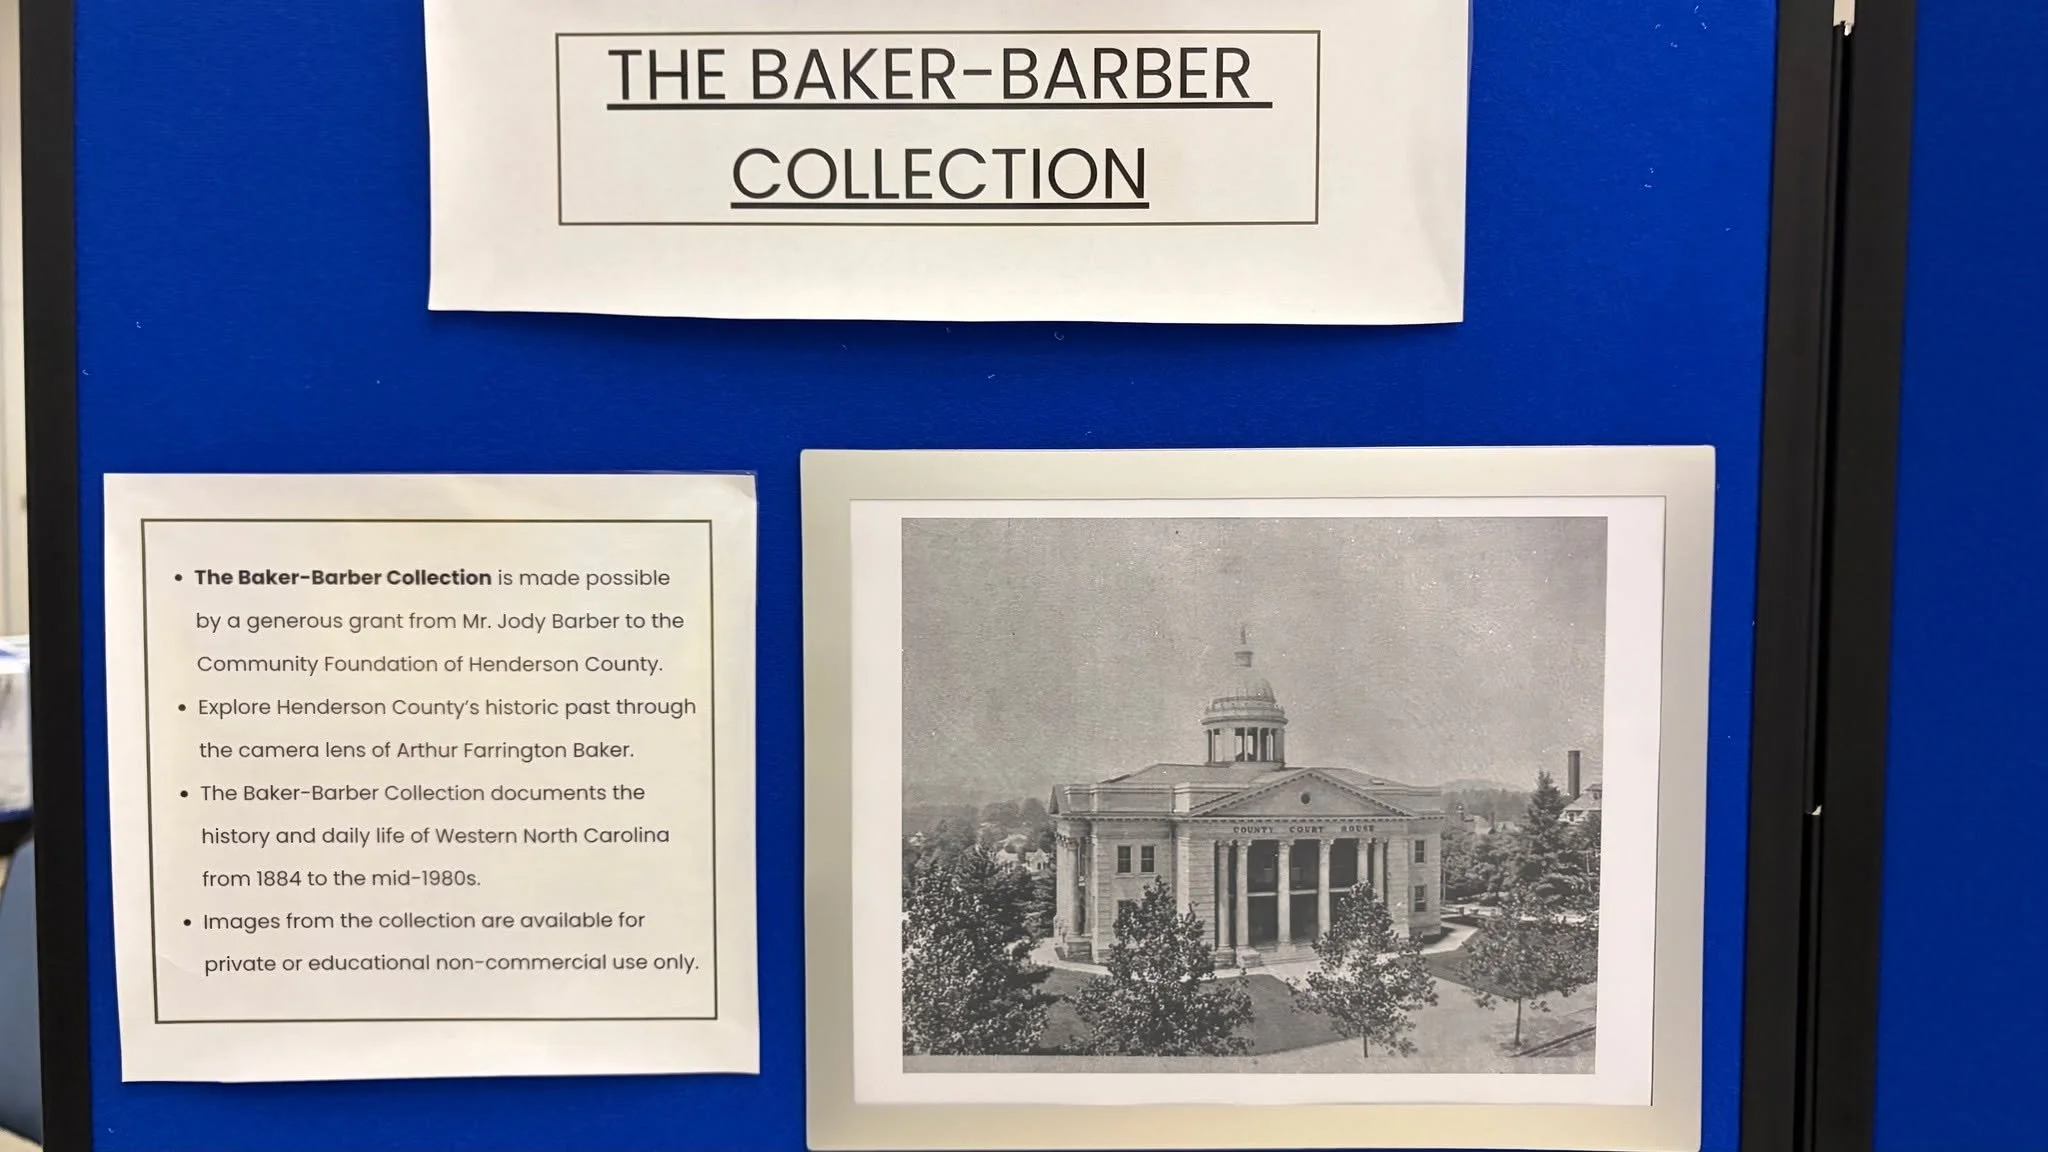 THE BAKER-BARBER
COLLECTION
• The Baker-Barber Collection is made possible
by a generous grant from Mr. Jody Barber to the
Community Foundation of Henderson County.
• Explore Henderson County's historic past through
the camera lens of Arthur Farrington Baker.
• The Baker-Barber Collection documents the
history and daily life of Western North Carolina
from 1884 to the mid-1980s.
• Images from the collection are available for
private or educational non-commercial use only.
COUNTY COURT HOUSE